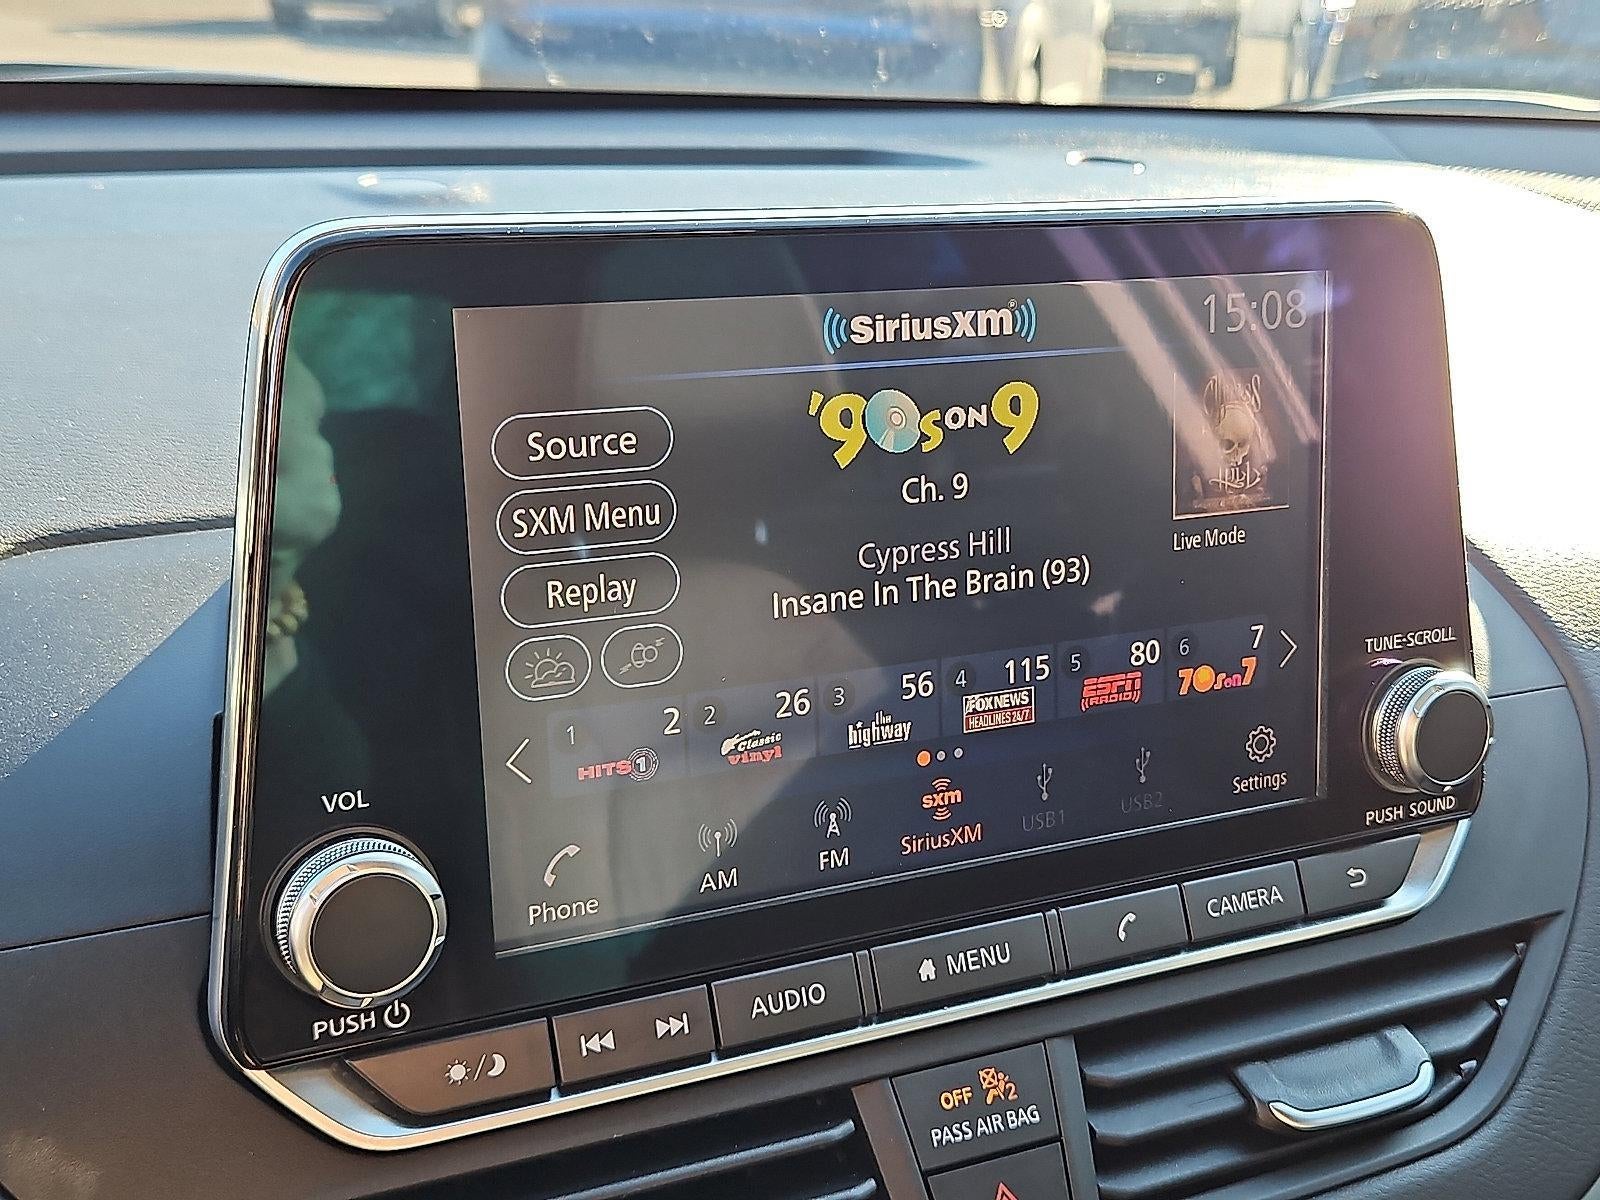 SiriusXM
15:08
'90s ON 9
Source
Ch. 9
Cypress
Hill
SXM Menu
Live Mode
Cypress Hill
Replay
Insane In The Brain (93)
1 2
HITS 1
2 26
Classic
vinyl
3 56
the
highway
4 115
FOX NEWS
HEADLINES 24/7
5 80
ESPN
((RADIO))
6 7
70s on 7
Phone
AM
FM
sxm
SiriusXM
USB1
USB2
Settings
VOL
PUSH
TUNE-SCROLL
PUSH SOUND
AUDIO
MENU
CAMERA
OFF 2
PASS AIR BAG